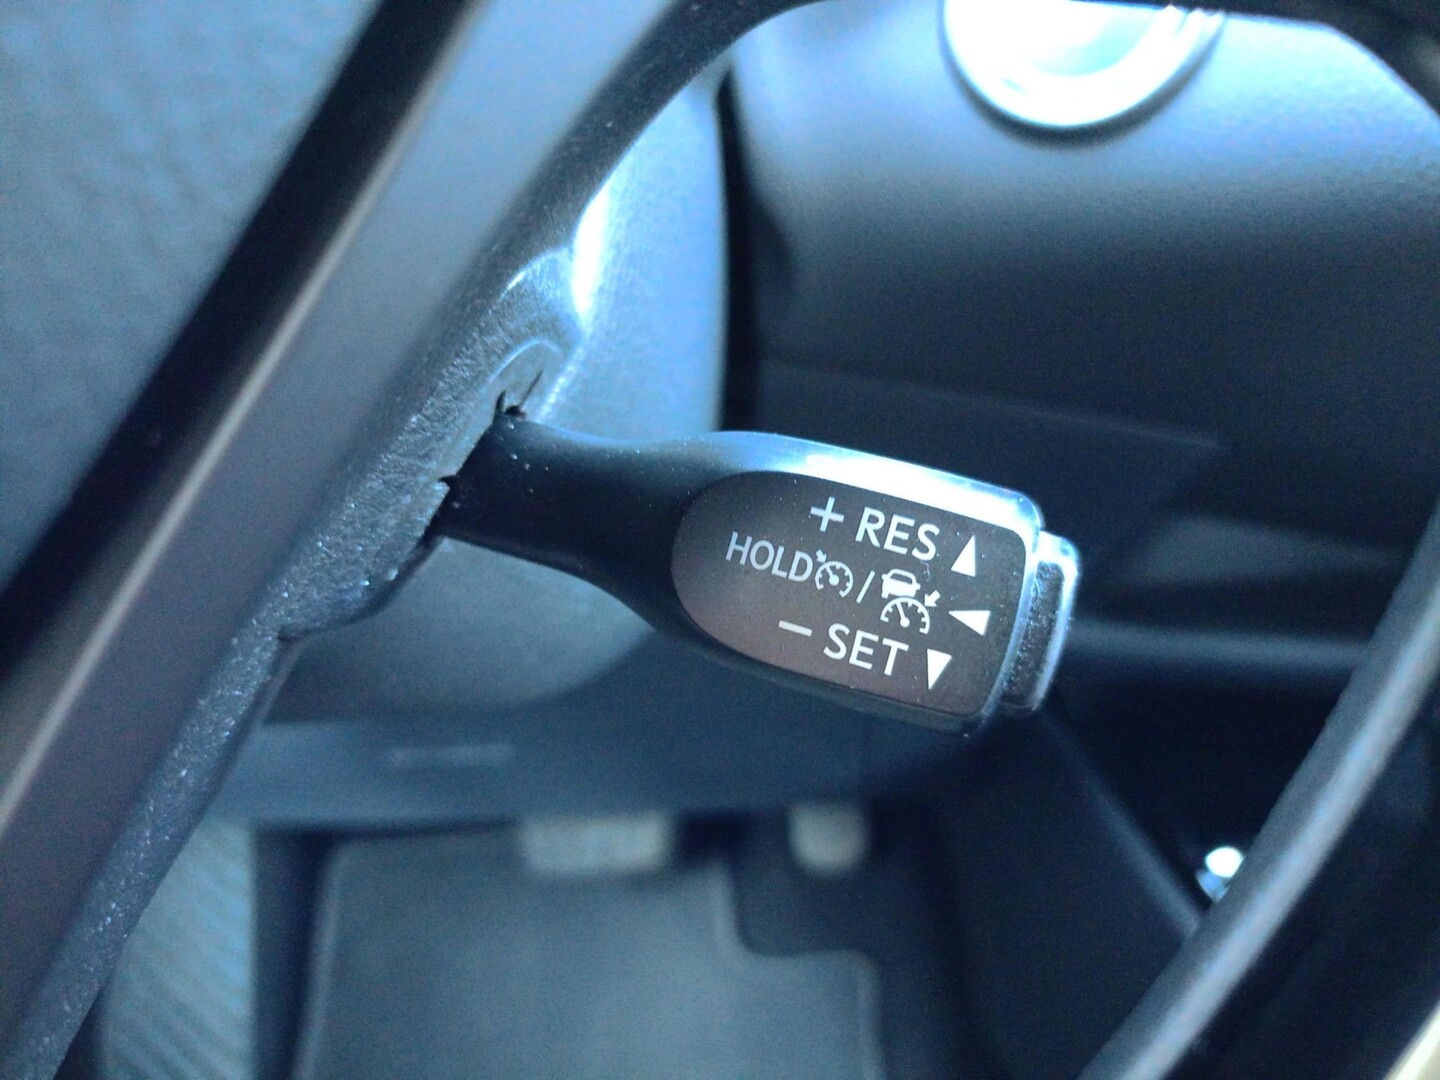 + RES
HOLD /
− SET